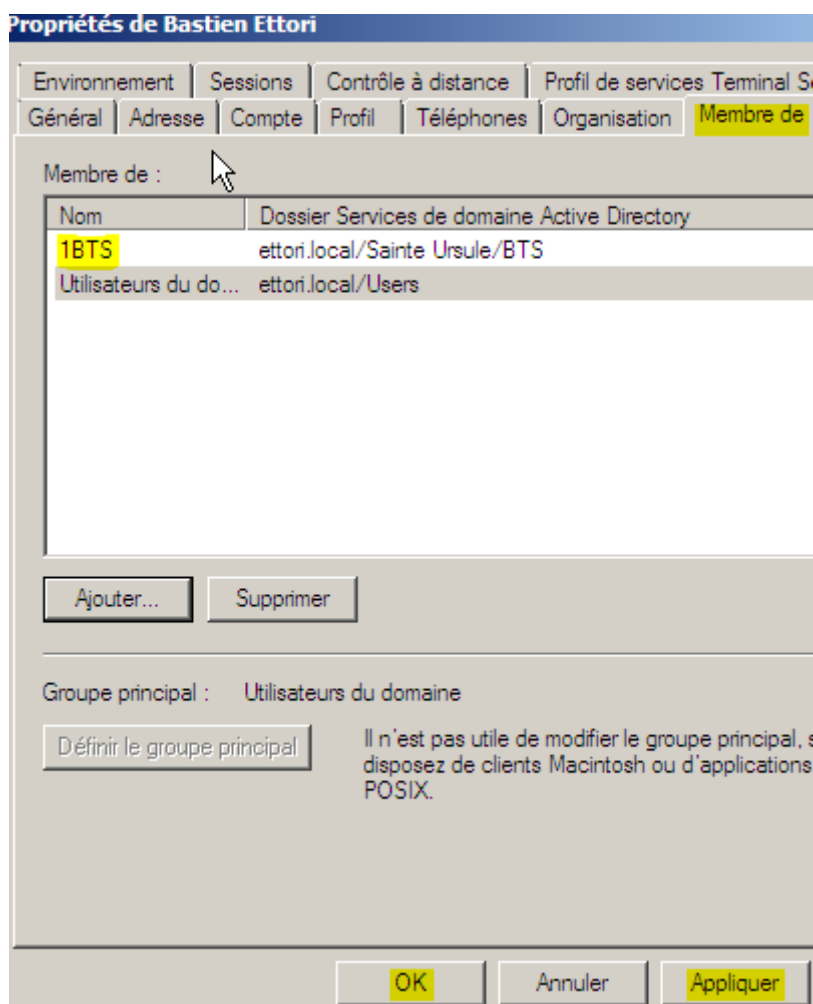 Propriétés de Bastien Ettori
Environnement Sessions Contrôle à distance Profil de services Terminal
Général Adresse Compte Profil Téléphones Organisation Membre de
Membre de :
Nom Dossier Services de domaine Active Directory
1BTS ettori.local/Sainte Ursule/BTS
Utilisateurs du do... ettori.local/Users
Ajouter... Supprimer
Groupe principal : Utilisateurs du domaine
Définir le groupe principal
Il n'est pas utile de modifier le groupe principal,
disposez de clients Macintosh ou d'applications
POSIX.
OK Annuler Appliquer